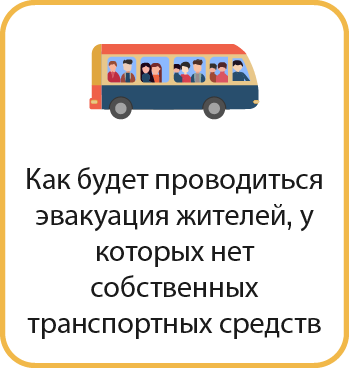 Как будет проводиться
эвакуация жителей, у
которых нет
собственных
транспортных средств